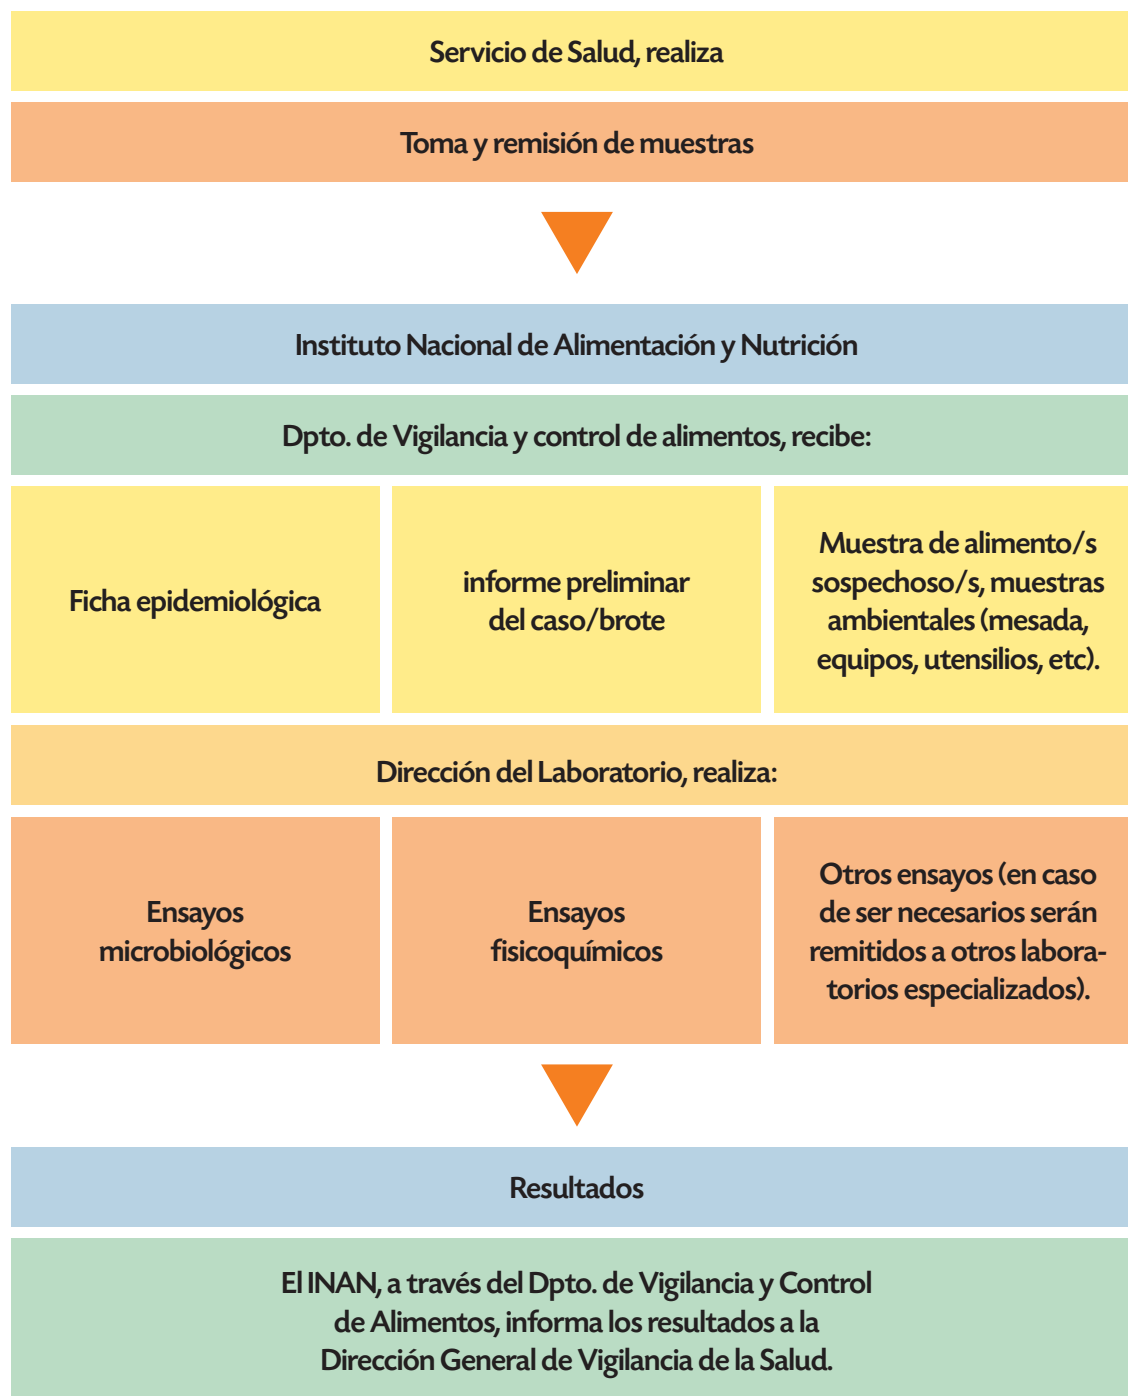 Servicio de Salud, realiza
Toma y remisión de muestras
Instituto Nacional de Alimentación y Nutrición
Dpto. de Vigilancia y control de alimentos, recibe:
Ficha epidemiológica
informe preliminar
del caso/brote
Muestra de alimento/s
sospechoso/s, muestras
ambientales (mesada,
equipos, utensilios, etc).
Dirección del Laboratorio, realiza:
Ensayos
microbiológicos
Ensayos
fisicoquímicos
Otros ensayos (en caso
de ser necesarios serán
remitidos a otros labora-
torios especializados).
Resultados
El INAN, a través del Dpto. de Vigilancia y Control
de Alimentos, informa los resultados a la
Dirección General de Vigilancia de la Salud.